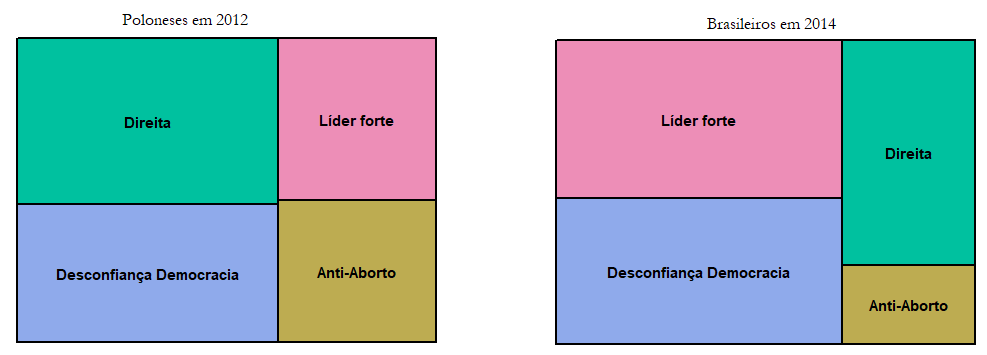 Poloneses em 2012
Direita
Líder forte
Desconfiança Democracia
Anti-Aborto
Brasileiros em 2014
Líder forte
Direita
Desconfiança Democracia
Anti-Aborto